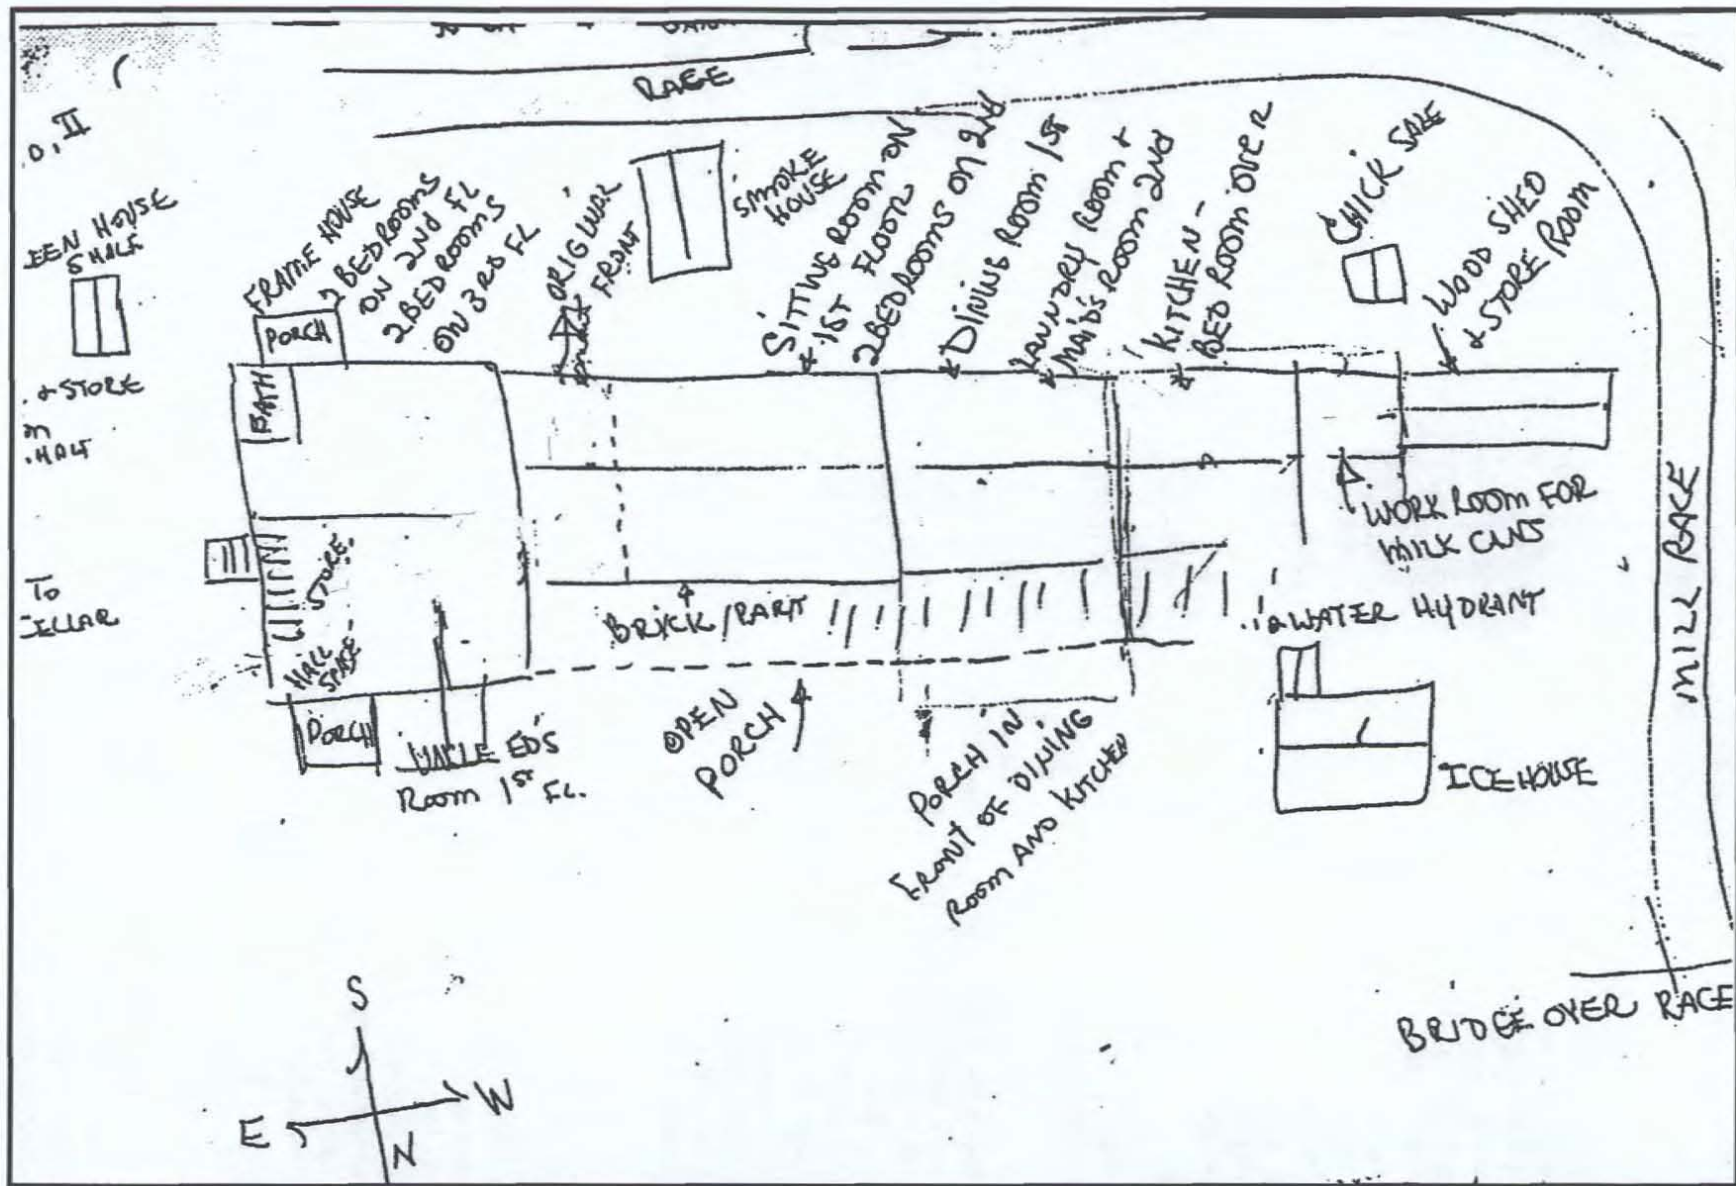 RACE
O, II
EEN HOUSE
SHALE
& STORE
HALF
TO
CELLAR
FRAME HOUSE
2 BEDROOMS
ON 2ND FL
2 BEDROOMS
ON 3RD FL
PORCH
BATH
ORIGINAL
FRONT
SMOKE
HOUSE
SITTING ROOM ON
1ST FLOOR
2 BEDROOMS ON 2nd
DINING ROOM 1ST
LAUNDRY ROOM +
MAID'S ROOM 2nd
KITCHEN -
BED ROOM OVER
CHICK SALE
WOOD SHED
& STORE ROOM
WORK ROOM FOR
MILK CANS
MILL RACE
STORE.
HALL
SPACE
BRICK/PART
WATER HYDRANT
PORCH
UNCLE ED'S
ROOM 1ST FL.
OPEN
PORCH
PORCH IN
FRONT OF DINING
ROOM AND KITCHEN
ICEHOUSE
BRIDGE OVER RACE
S
E
W
N